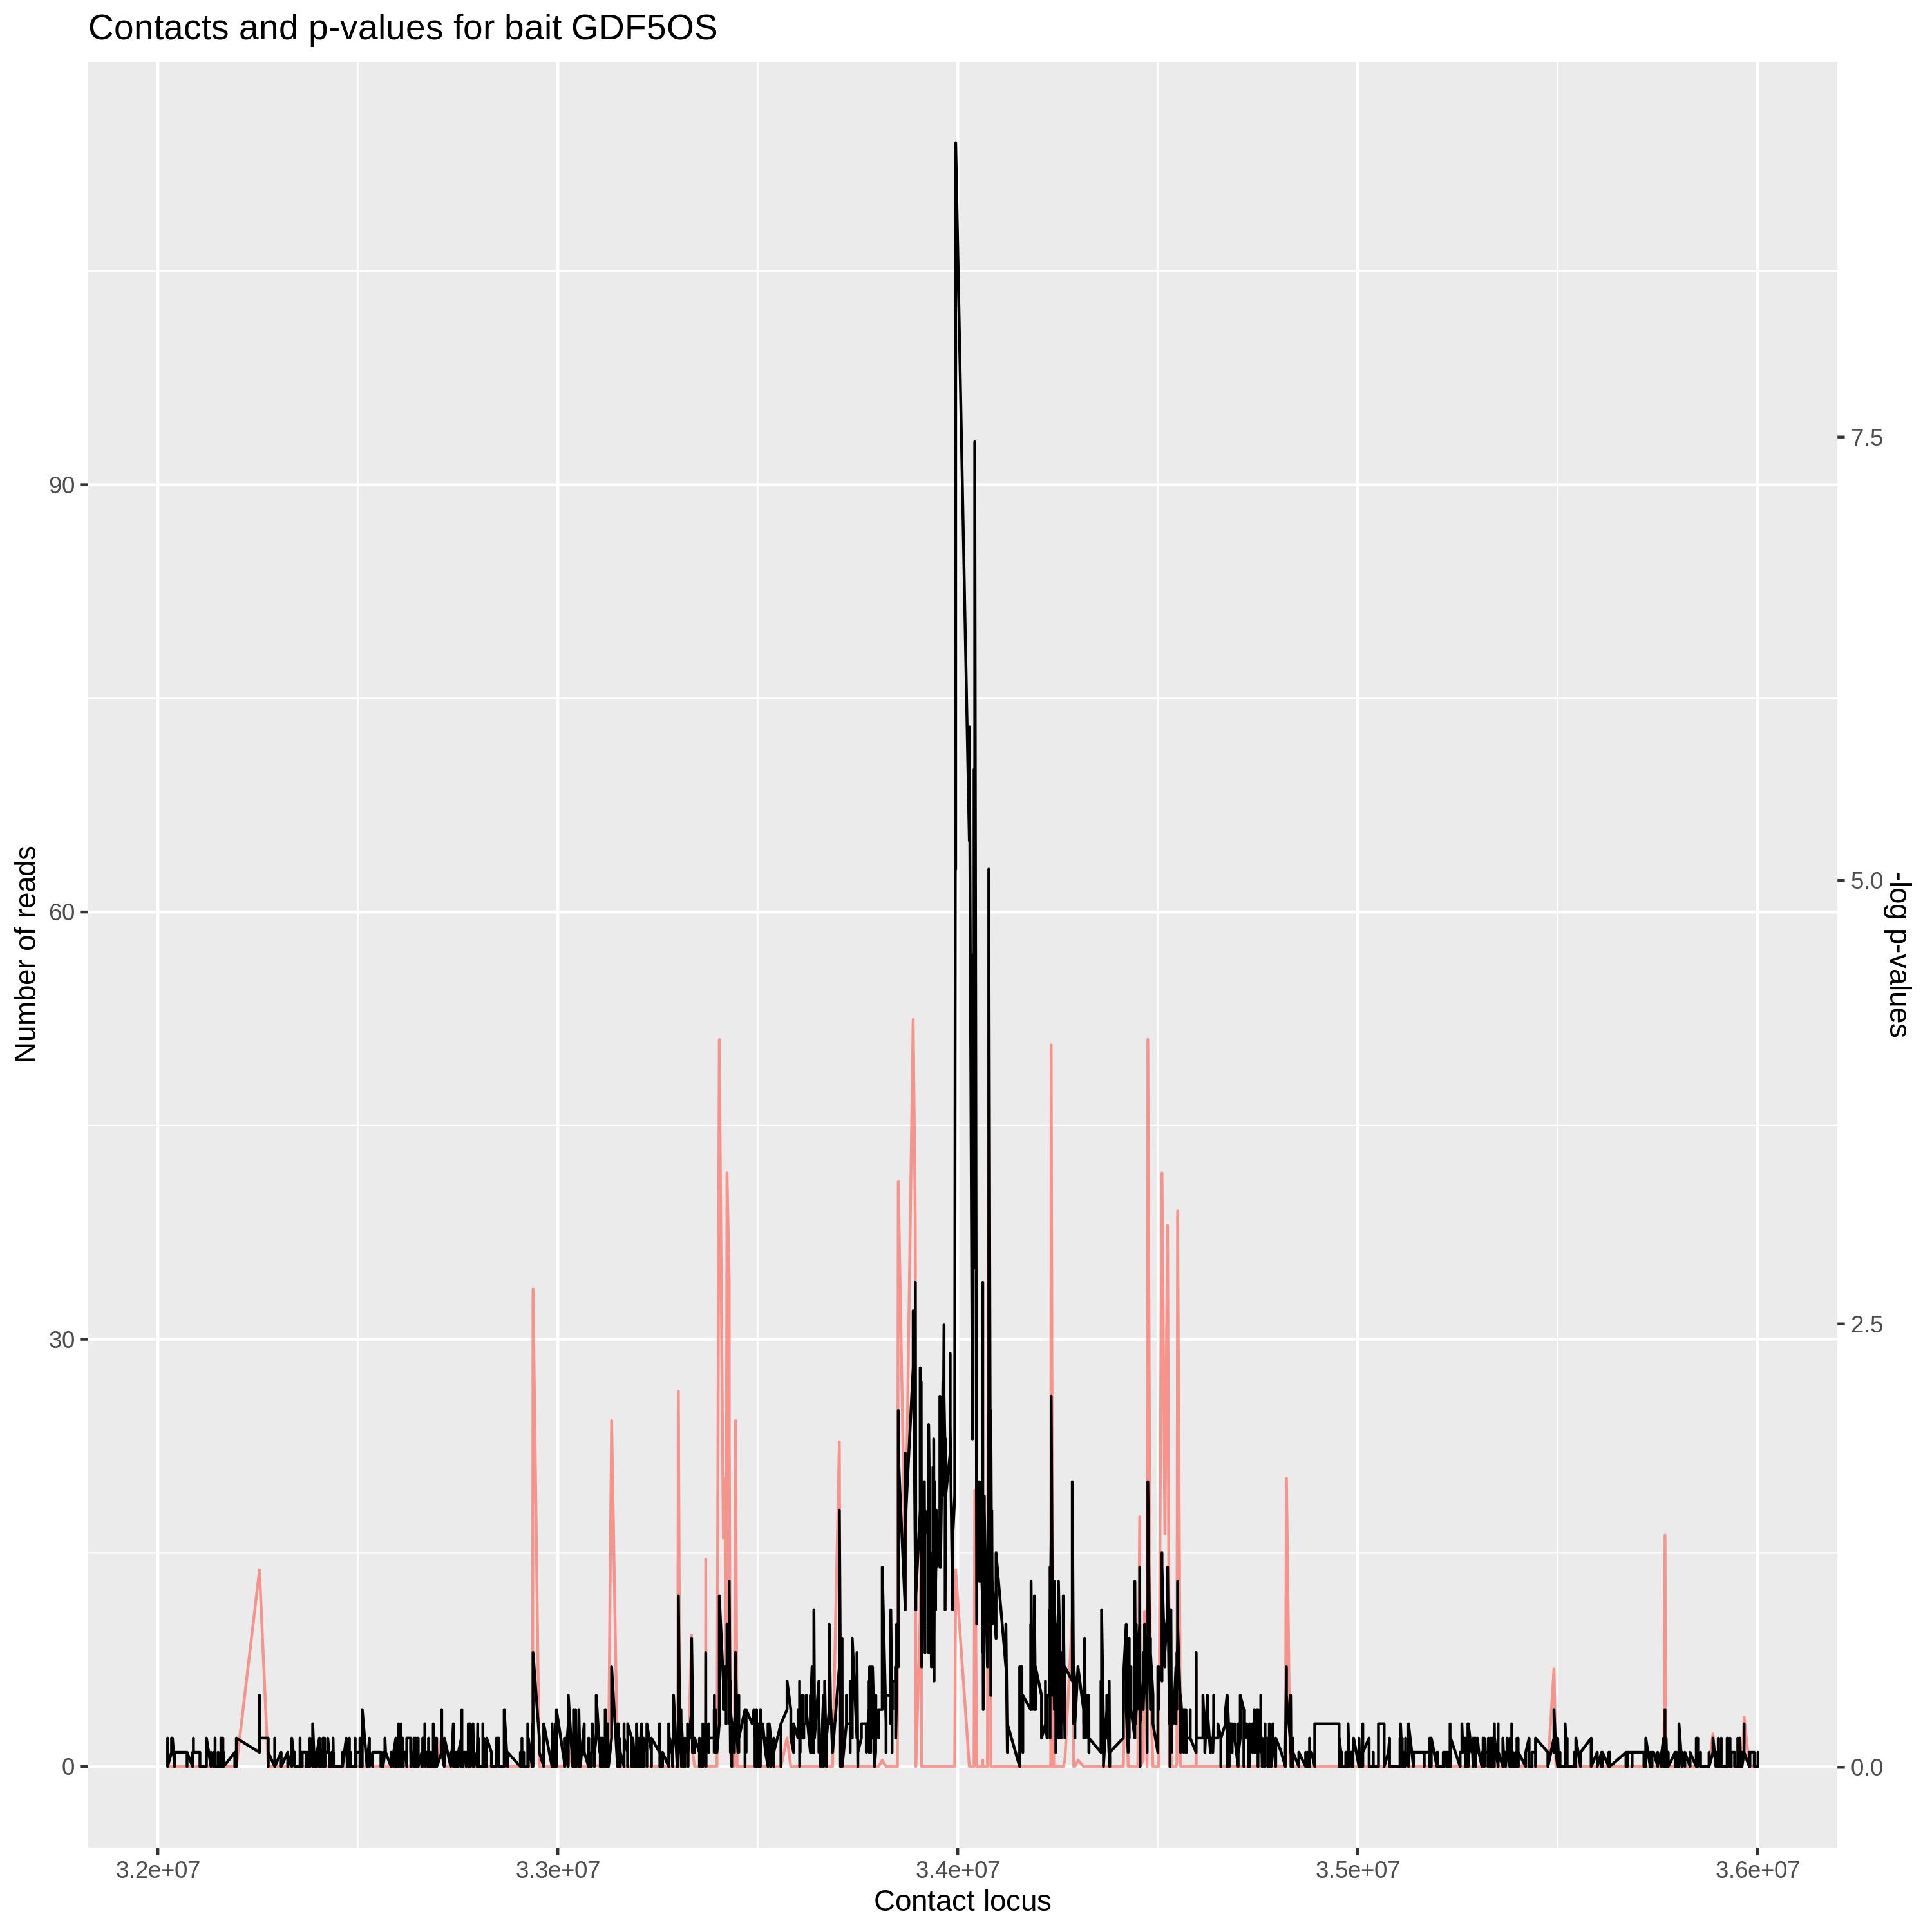 Contacts and p-values for bait GDF5OS
90
60
30
0
Number of reads
7.5
5.0
2.5
0.0
-log p-values
3.2e+07 3.3e+07 3.4e+07 3.5e+07 3.6e+07
Contact locus